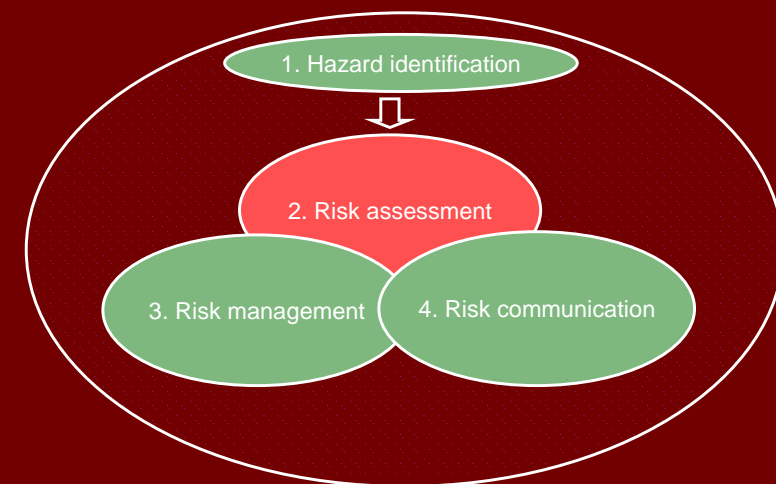 1. Hazard identification
2. Risk assessment
3. Risk management
4. Risk communication